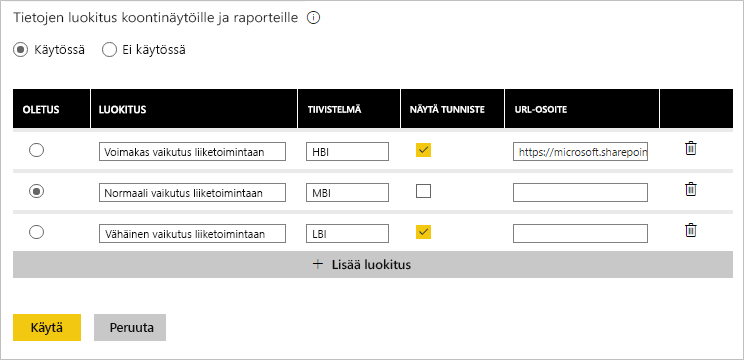 Tietojen luokitus koontinäytöille ja raporteille
Käytössä Ei käytössä
OLETUS LUOKITUS TIIVISTELMÄ NÄYTÄ TUNNISTE URL-OSOITE
Voimakas vaikutus liiketoimintaan HBI https://microsoft.sharepoin
Normaali vaikutus liiketoimintaan MBI
Vähäinen vaikutus liiketoimintaan LBI
+ Lisää luokitus
Käytä Peruuta